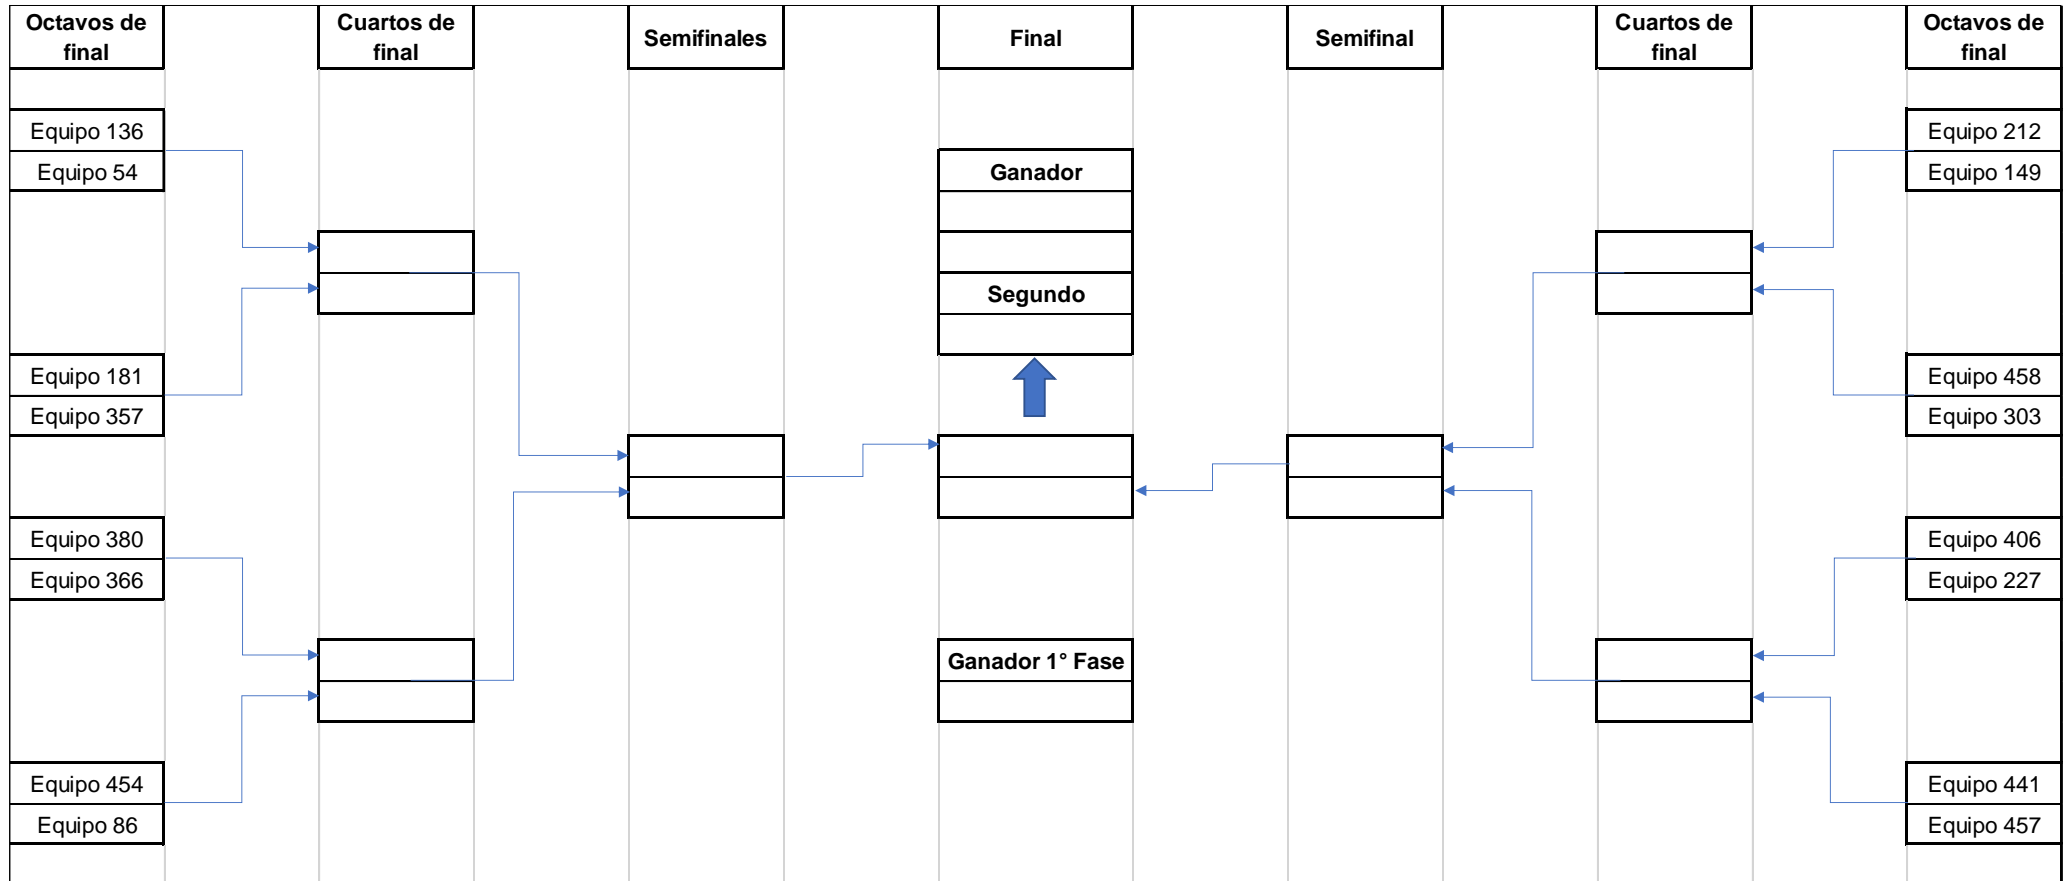 Octavos de
final
Cuartos de
final
Semifinales
Final
Semifinal
Cuartos de
final
Octavos de
final
Equipo 136
Equipo 54
Equipo 212
Equipo 149
Ganador
Segundo
Equipo 181
Equipo 357
Equipo 458
Equipo 303
Equipo 380
Equipo 366
Equipo 406
Equipo 227
Ganador 1° Fase
Equipo 454
Equipo 86
Equipo 441
Equipo 457